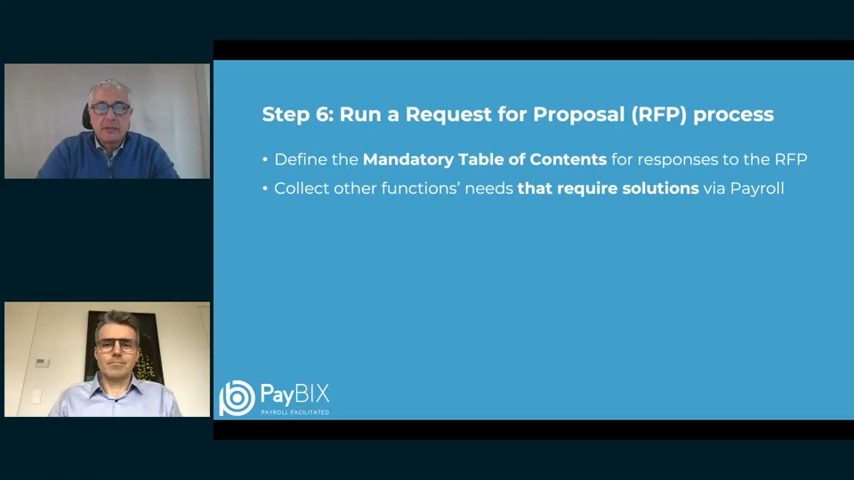 Step 6: Run a Request for Proposal (RFP) process
• Define the Mandatory Table of Contents for responses to the RFP
• Collect other functions' needs that require solutions via Payroll
PayBIX
PAYROLL FACILITATED